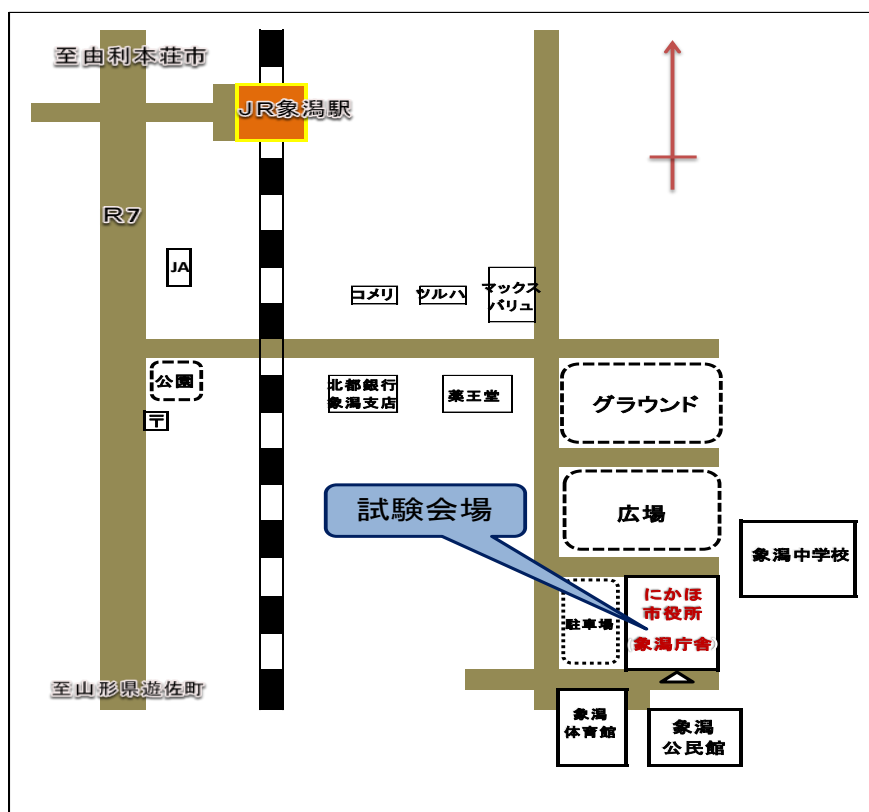 至由利本荘市
JR象潟駅
R7
JA
コメリ
ツルハ
マックス
バリュ
公園
〒
北都銀行
象潟支店
薬王堂
グラウンド
試験会場
広場
象潟中学校
にかほ
市役所
(象潟庁舎)
駐車場
至山形県遊佐町
象潟
体育館
象潟
公民館